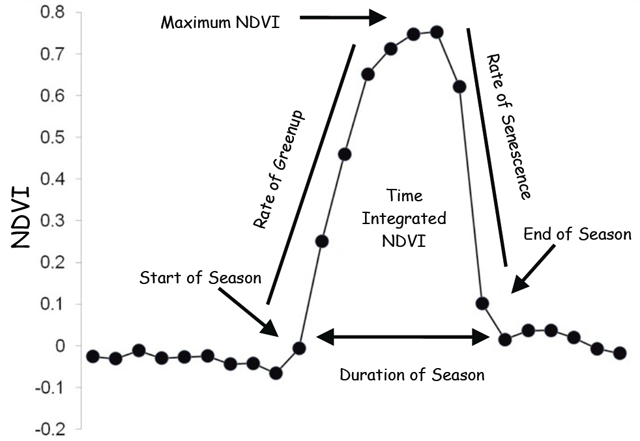 0.8
Maximum NDVI
0.7
0.6
0.5
0.4
0.3
0.2
0.1
0
-0.1
-0.2
NDVI
Rate of Greenup
Rate of Senescence
Time
Integrated
NDVI
End of Season
Start of Season
Duration of Season